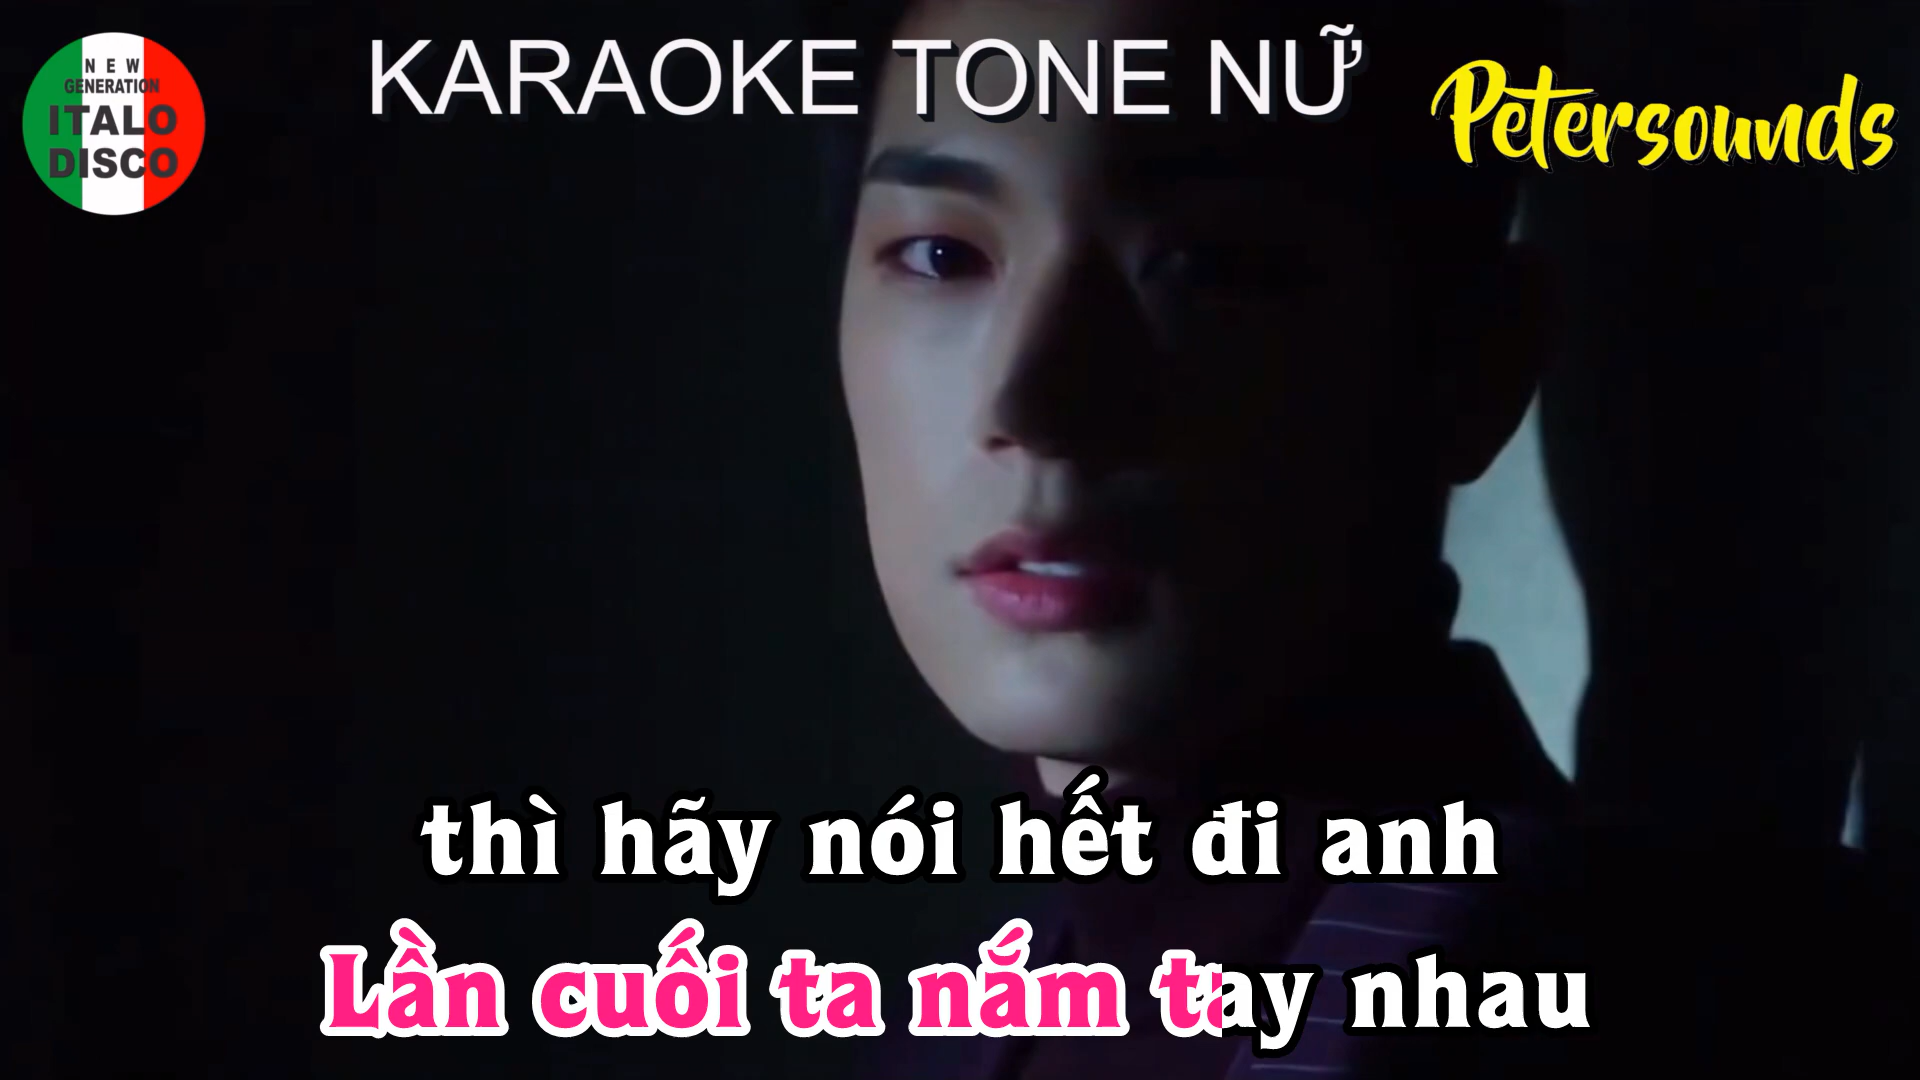 NEW
GENERATION
ITALO
DISCO
KARAOKE TONE NỮ
Petersounds
thì hãy nói hết đi anh
Lần cuối ta nắm tay nhau